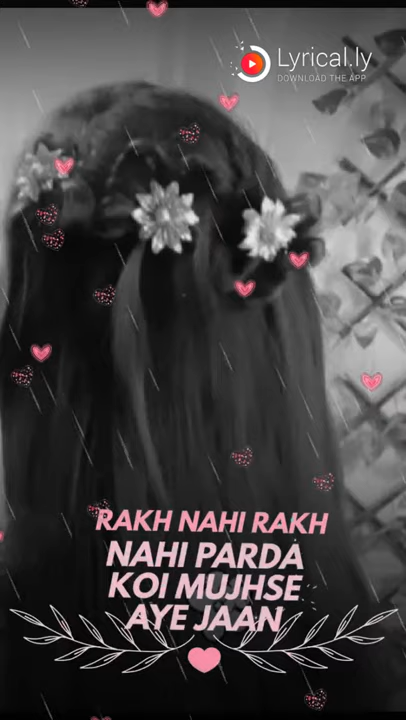 Lyrical.ly
DOWNLOAD THE APP
RAKH NAHI RAKH
NAHI PARDA
KOI MUJHSE
AYE JAAN